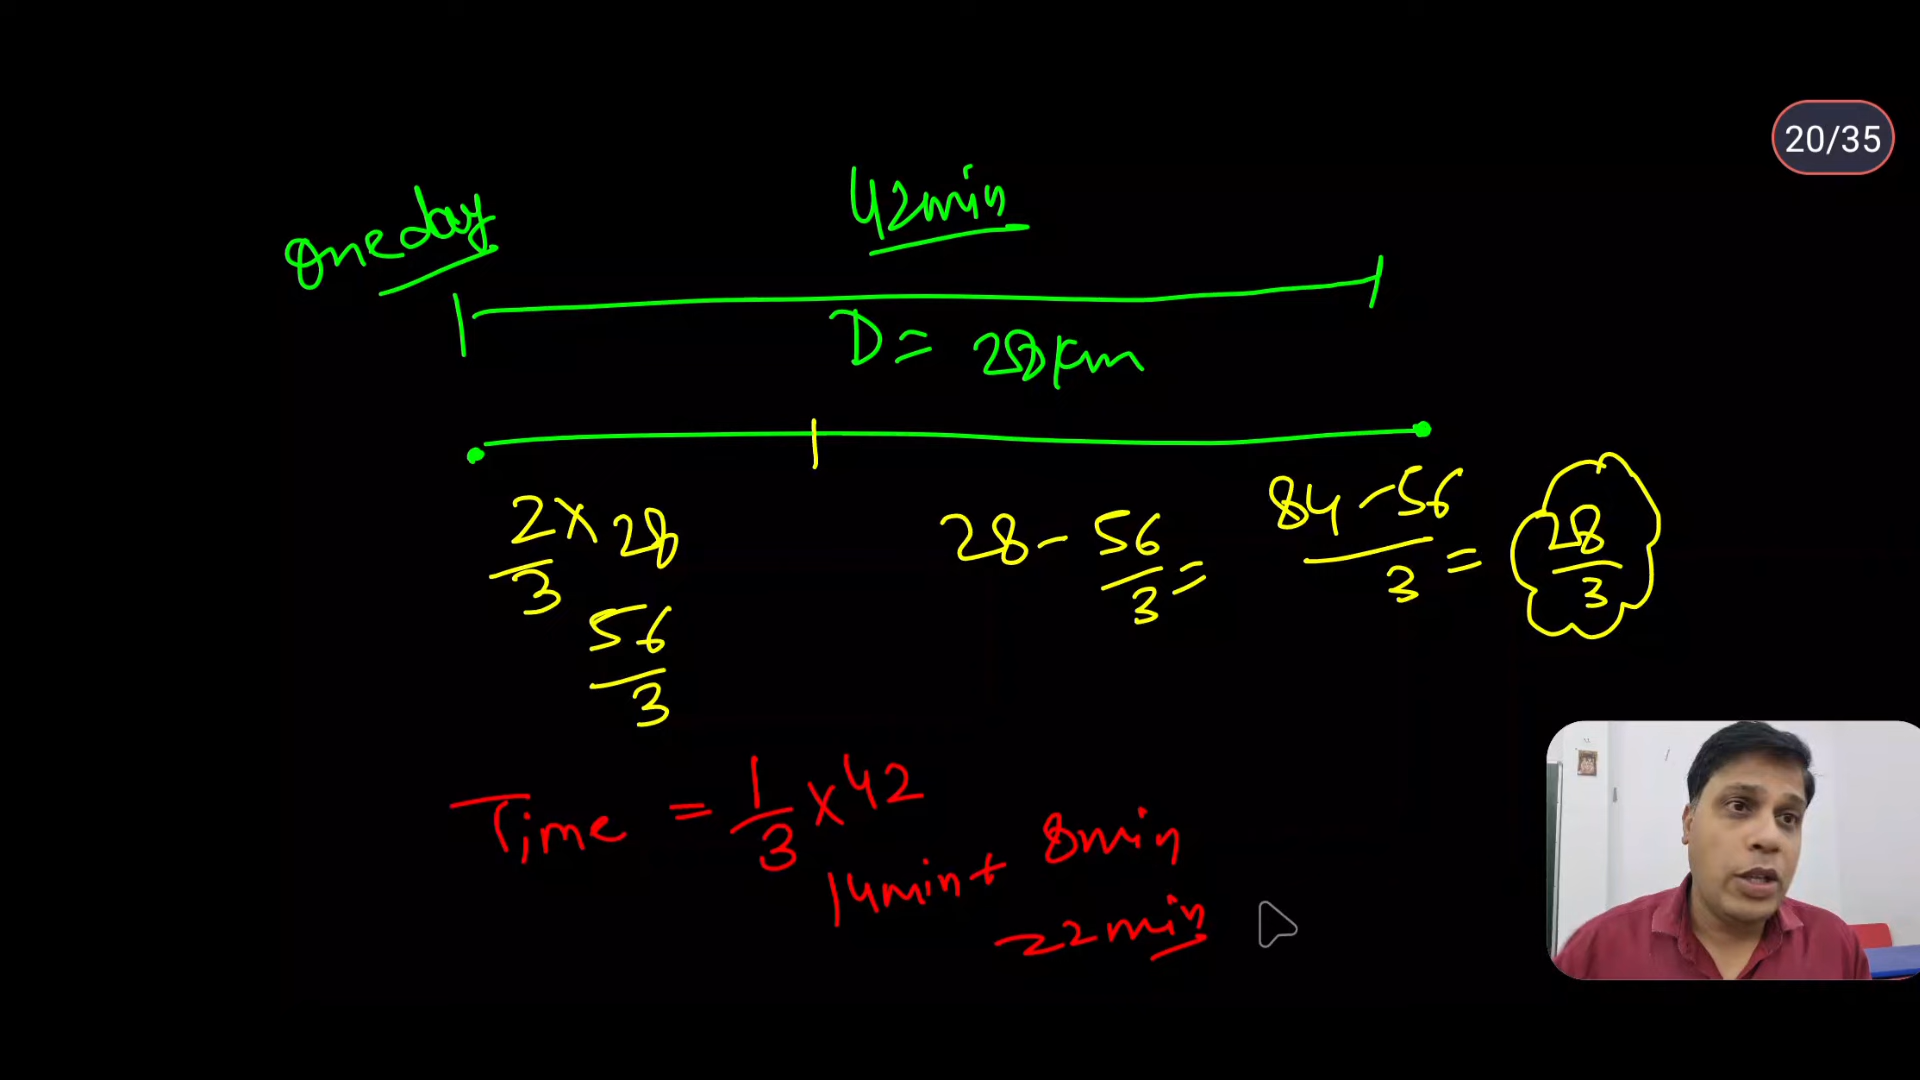 20/35
One day
42min
D = 28km
2/3 × 28
56/3
28 - 56/3 =
84 - 56/3 = 28/3
Time = 1/3 × 42
14min + 8min
22min